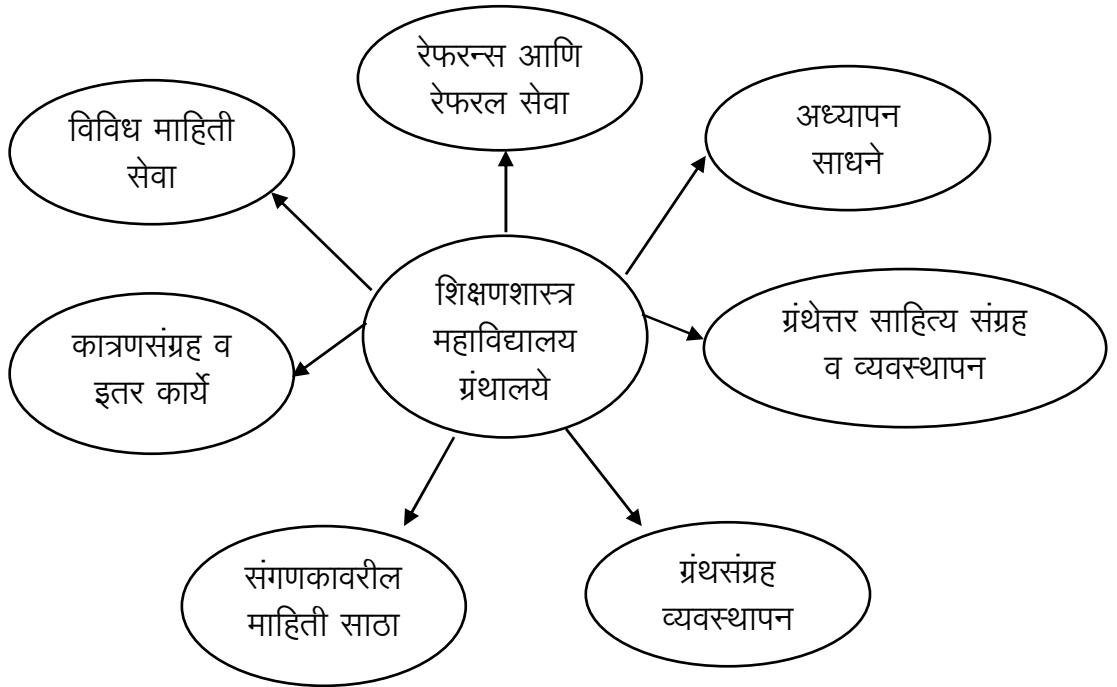 रेफरन्स आणि
रेफरल सेवा
विविध माहिती
सेवा
अध्यापन
साधने
शिक्षणशास्त्र
महाविद्यालय
ग्रंथालये
ग्रंथेत्तर साहित्य संग्रह
व व्यवस्थापन
कात्रणसंग्रह व
इतर कार्ये
संगणकावरील
माहिती साठा
ग्रंथसंग्रह
व्यवस्थापन